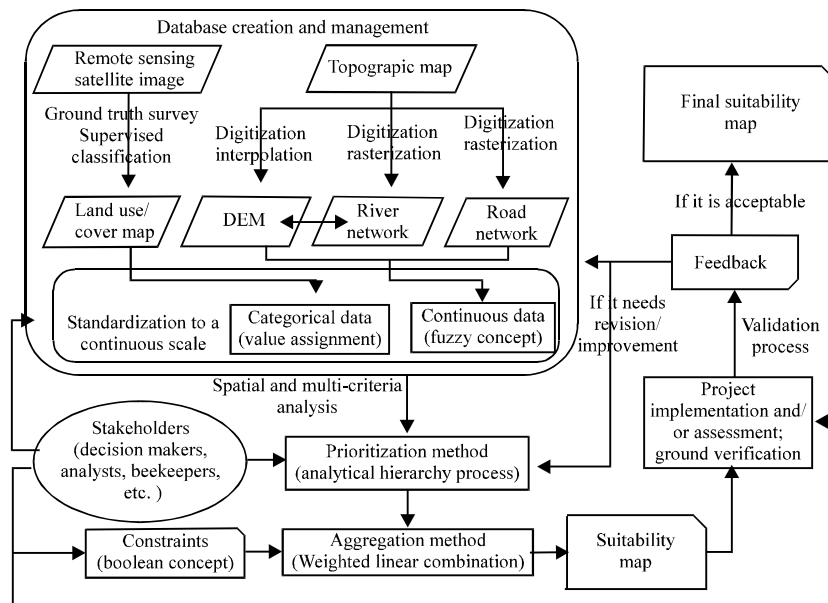 Database creation and management
Remote sensing
satellite image
Topograpic map
Ground truth survey
Supervised
classification
Digitization
interpolation
Digitization
rasterization
Digitization
rasterization
Land use/
cover map
DEM
River
network
Road
network
Standardization to a
continuous scale
Categorical data
(value assignment)
Continuous data
(fuzzy concept)
Spatial and multi-criteria
analysis
Stakeholders
(decision makers,
analysts, beekeepers,
etc. )
Prioritization method
(analytical hierarchy process)
Constraints
(boolean concept)
Aggregation method
(Weighted linear combination)
Suitability
map
Project
implementation and/
or assessment;
ground verification
Validation
process
Feedback
If it needs
revision/
improvement
If it is acceptable
Final suitability
map